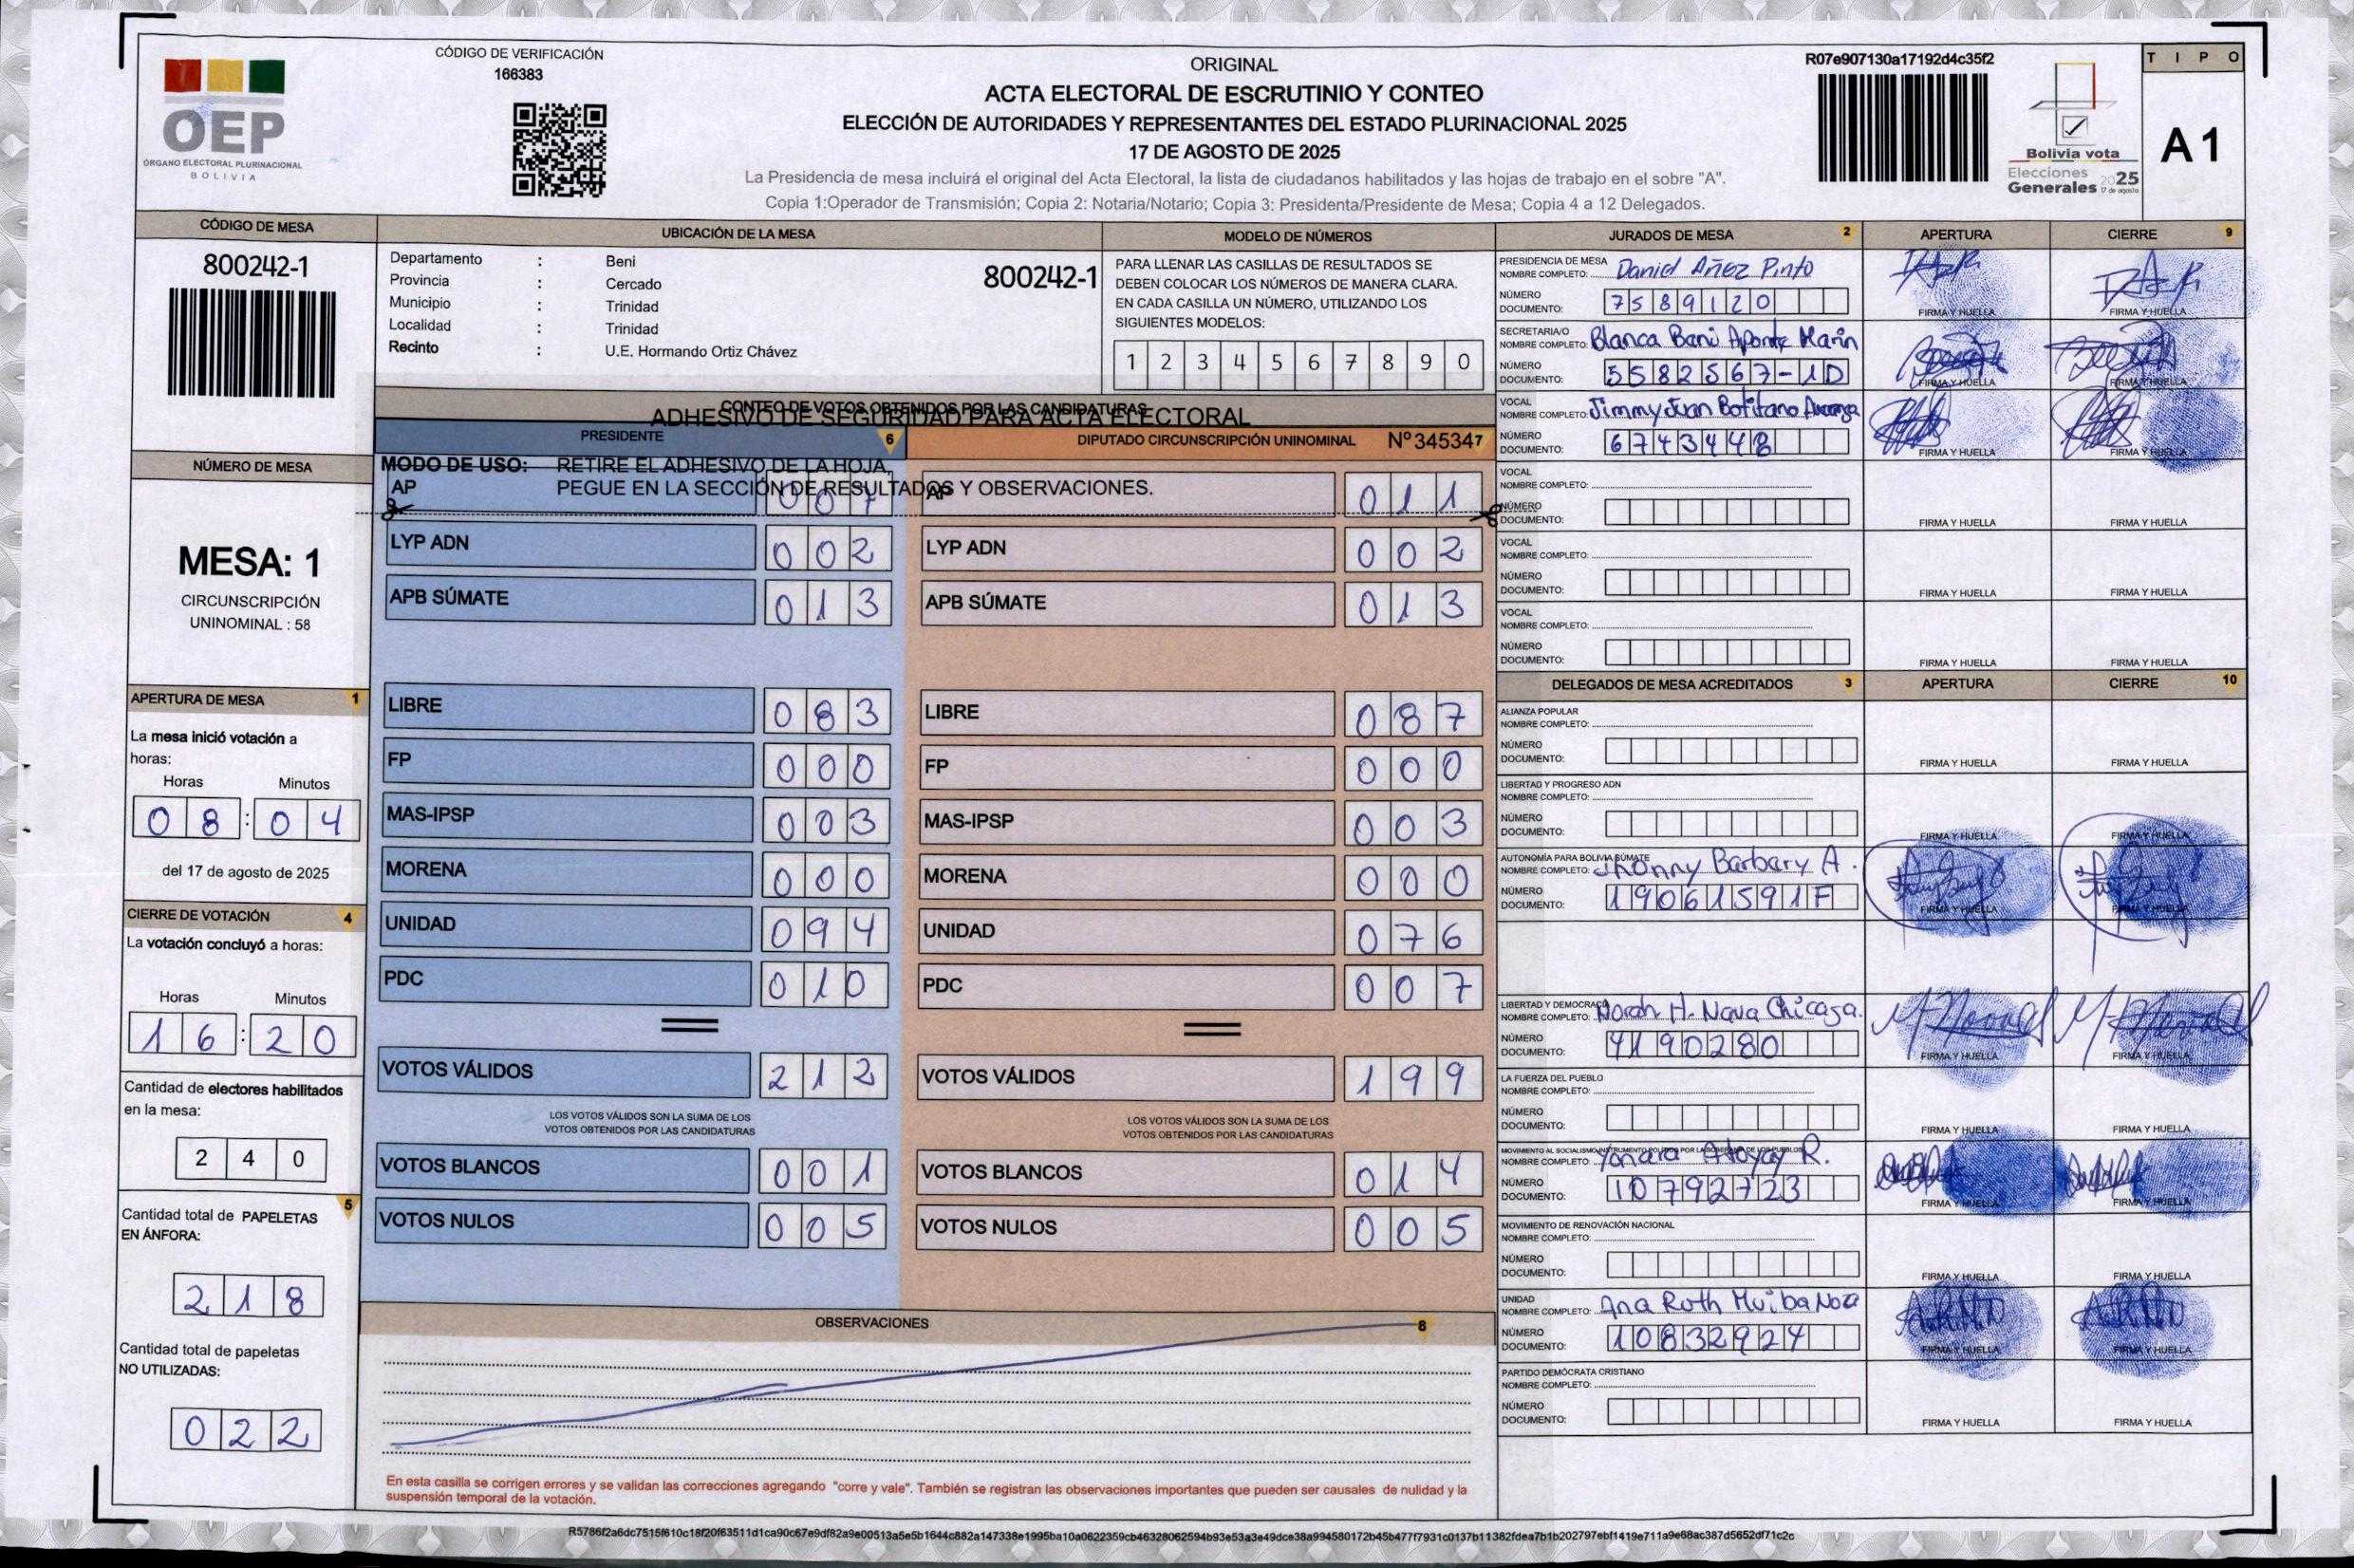 CÓDIGO DE VERIFICACIÓN
166383
OEP
ÓRGANO ELECTORAL PLURINACIONAL
BOLIVIA
ORIGINAL
ACTA ELECTORAL DE ESCRUTINIO Y CONTEO
ELECCIÓN DE AUTORIDADES Y REPRESENTANTES DEL ESTADO PLURINACIONAL 2025
17 DE AGOSTO DE 2025
La Presidencia de mesa incluirá el original del Acta Electoral, la lista de ciudadanos habilitados y las hojas de trabajo en el sobre "A".
Copia 1:Operador de Transmisión; Copia 2: Notaria/Notario; Copia 3: Presidenta/Presidente de Mesa; Copia 4 a 12 Delegados.
R07e907130a17192d4c35f2
Bolivia vota
Elecciones
Generales 2025
17 de agosto
TIPO
A1
CÓDIGO DE MESA
800242-1
UBICACIÓN DE LA MESA
Departamento : Beni
Provincia : Cercado
Municipio : Trinidad
Localidad : Trinidad
Recinto : U.E. Hormando Ortiz Chávez
800242-1
MODELO DE NÚMEROS
PARA LLENAR LAS CASILLAS DE RESULTADOS SE
DEBEN COLOCAR LOS NÚMEROS DE MANERA CLARA.
EN CADA CASILLA UN NÚMERO, UTILIZANDO LOS
SIGUIENTES MODELOS:
1 2 3 4 5 6 7 8 9 0
NÚMERO DE MESA
MESA: 1
CIRCUNSCRIPCIÓN
UNINOMINAL : 58
APERTURA DE MESA 1
La mesa inició votación a
horas:
Horas Minutos
08:04
del 17 de agosto de 2025
CIERRE DE VOTACIÓN 4
La votación concluyó a horas:
Horas Minutos
16:20
Cantidad de electores habilitados
en la mesa:
240
5
Cantidad total de PAPELETAS
EN ÁNFORA:
218
Cantidad total de papeletas
NO UTILIZADAS:
022
CONTEO DE VOTOS OBTENIDOS POR LAS CANDIDATURAS
ADHESIVO DE SEGURIDAD PARA ACTA ELECTORAL
PRESIDENTE 6
DIPUTADO CIRCUNSCRIPCIÓN UNINOMINAL Nº 345347
MODO DE USO: RETIRE EL ADHESIVO DE LA HOJA,
PEGUE EN LA SECCIÓN DE RESULTADOS Y OBSERVACIONES.
AP 007 AP 011
LYP ADN 002 LYP ADN 002
APB SÚMATE 013 APB SÚMATE 013
LIBRE 083 LIBRE 087
FP 000 FP 000
MAS-IPSP 003 MAS-IPSP 003
MORENA 000 MORENA 000
UNIDAD 094 UNIDAD 076
PDC 010 PDC 007
VOTOS VÁLIDOS 212 VOTOS VÁLIDOS 199
LOS VOTOS VÁLIDOS SON LA SUMA DE LOS
VOTOS OBTENIDOS POR LAS CANDIDATURAS
LOS VOTOS VÁLIDOS SON LA SUMA DE LOS
VOTOS OBTENIDOS POR LAS CANDIDATURAS
VOTOS BLANCOS 001 VOTOS BLANCOS 014
VOTOS NULOS 005 VOTOS NULOS 005
OBSERVACIONES 8
En esta casilla se corrigen errores y se validan las correcciones agregando "corre y vale". También se registran las observaciones importantes que pueden ser causales de nulidad y la
suspensión temporal de la votación.
JURADOS DE MESA 2 APERTURA CIERRE 9
PRESIDENCIA DE MESA
NOMBRE COMPLETO: Daniel Añez Pinto
NÚMERO
DOCUMENTO: 7589120
FIRMA Y HUELLA FIRMA Y HUELLA
SECRETARIA/O
NOMBRE COMPLETO: Blanca Bani Aponte Marin
NÚMERO
DOCUMENTO: 5582567-1D
FIRMA Y HUELLA FIRMA Y HUELLA
VOCAL
NOMBRE COMPLETO: Jimmy Juan
NÚMERO
DOCUMENTO: 6743448
FIRMA Y HUELLA FIRMA Y HUELLA
VOCAL
NOMBRE COMPLETO:
NÚMERO
DOCUMENTO:
FIRMA Y HUELLA FIRMA Y HUELLA
VOCAL
NOMBRE COMPLETO:
NÚMERO
DOCUMENTO:
FIRMA Y HUELLA FIRMA Y HUELLA
VOCAL
NOMBRE COMPLETO:
NÚMERO
DOCUMENTO:
FIRMA Y HUELLA FIRMA Y HUELLA
DELEGADOS DE MESA ACREDITADOS 3 APERTURA CIERRE 10
ALIANZA POPULAR
NOMBRE COMPLETO:
NÚMERO
DOCUMENTO:
FIRMA Y HUELLA FIRMA Y HUELLA
LIBERTAD Y PROGRESO ADN
NOMBRE COMPLETO:
NÚMERO
DOCUMENTO:
FIRMA Y HUELLA FIRMA Y HUELLA
AUTONOMÍA PARA BOLIVIA SÚMATE
NOMBRE COMPLETO: Jhonny Barbary A.
NÚMERO
DOCUMENTO: 19061591F
FIRMA Y HUELLA FIRMA Y HUELLA
LIBERTAD Y DEMOCRACIA
NOMBRE COMPLETO: H. Nava Chicaga.
NÚMERO
DOCUMENTO: 4190280
FIRMA Y HUELLA FIRMA Y HUELLA
LA FUERZA DEL PUEBLO
NOMBRE COMPLETO:
NÚMERO
DOCUMENTO:
FIRMA Y HUELLA FIRMA Y HUELLA
MOVIMIENTO AL SOCIALISMO INSTRUMENTO POLÍTICO POR LA SOBERANÍA DE LOS PUEBLOS
NOMBRE COMPLETO: R.
NÚMERO
DOCUMENTO: 10792723
FIRMA Y HUELLA FIRMA Y HUELLA
MOVIMIENTO DE RENOVACIÓN NACIONAL
NOMBRE COMPLETO:
NÚMERO
DOCUMENTO:
FIRMA Y HUELLA FIRMA Y HUELLA
UNIDAD
NOMBRE COMPLETO: Ana Ruth Muiba Noza
NÚMERO
DOCUMENTO: 10832924
FIRMA Y HUELLA FIRMA Y HUELLA
PARTIDO DEMÓCRATA CRISTIANO
NOMBRE COMPLETO:
NÚMERO
DOCUMENTO:
FIRMA Y HUELLA FIRMA Y HUELLA